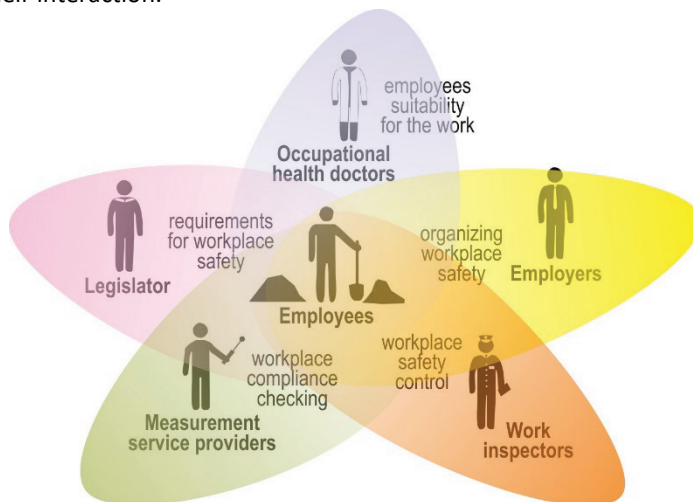 their interaction.
employees
suitability
for the work
Occupational
health doctors
requirements
for workplace
safety
Legislator
organizing
workplace
safety
Employers
Employees
workplace
compliance
checking
Measurement
service providers
workplace
safety
control
Work
inspectors